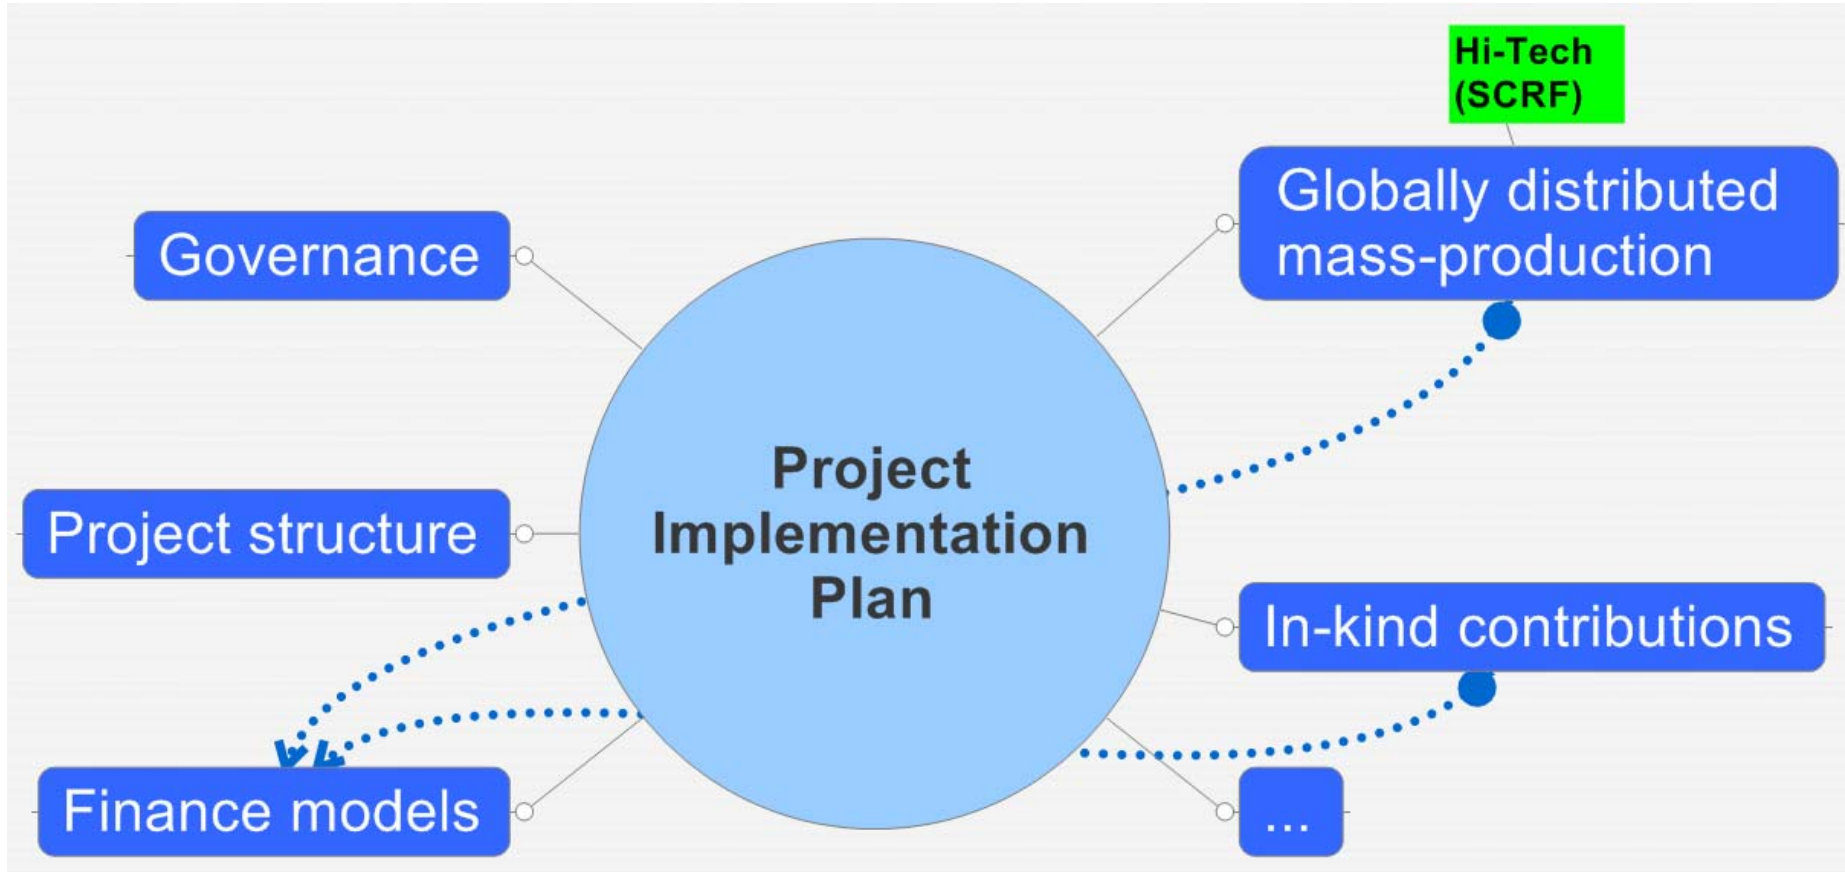 Hi-Tech
(SCRF)
Globally distributed
mass-production
Governance
Project
Implementation
Plan
Project structure
In-kind contributions
Finance models
...